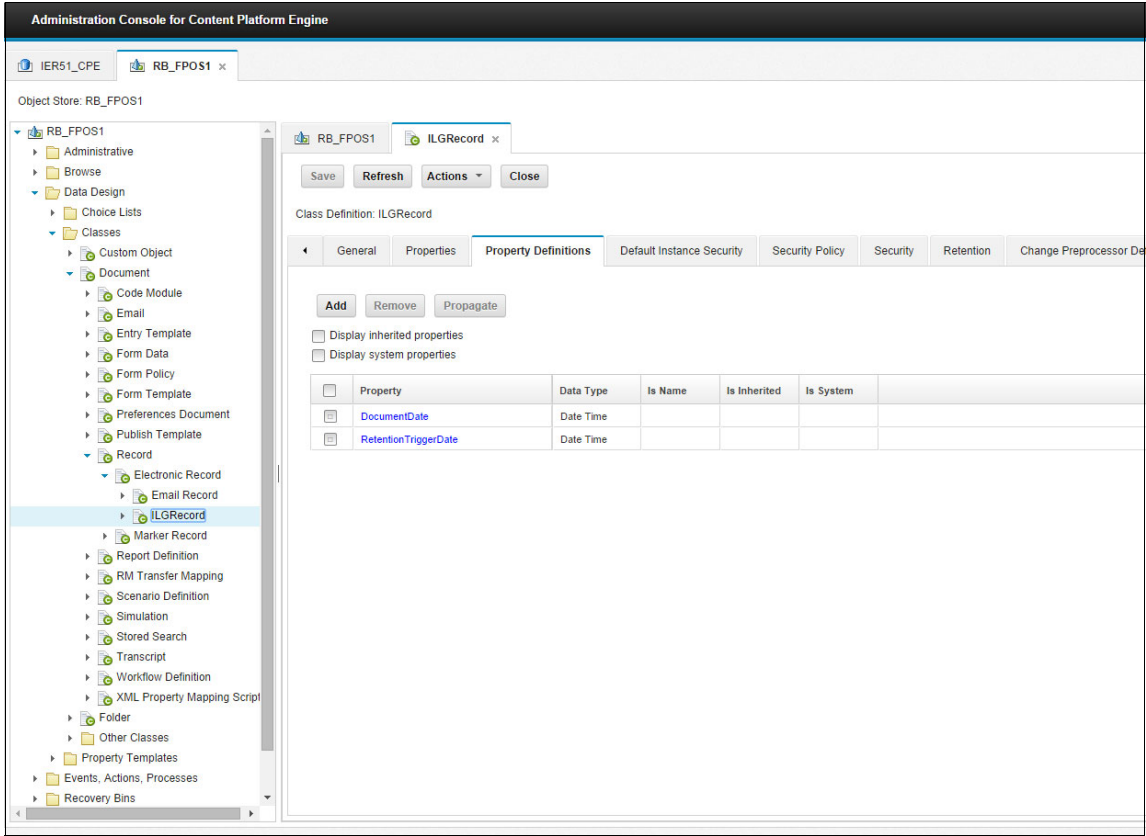 Administration Console for Content Platform Engine
IER51_CPE
RB_FPOS1 ×
Object Store: RB_FPOS1
RB_FPOS1
Administrative
Browse
Data Design
Choice Lists
Classes
Custom Object
Document
Code Module
Email
Entry Template
Form Data
Form Policy
Form Template
Preferences Document
Publish Template
Record
Electronic Record
Email Record
ILGRecord
Marker Record
Report Definition
RM Transfer Mapping
Scenario Definition
Simulation
Stored Search
Transcript
Workflow Definition
XML Property Mapping Script
Folder
Other Classes
Property Templates
Events, Actions, Processes
Recovery Bins
RB_FPOS1 ILGRecord ×
Save Refresh Actions Close
Class Definition: ILGRecord
General Properties Property Definitions Default Instance Security Security Policy Security Retention Change Preprocessor De
Add Remove Propagate
Display inherited properties
Display system properties
Property Data Type Is Name Is Inherited Is System
DocumentDate Date Time
RetentionTriggerDate Date Time